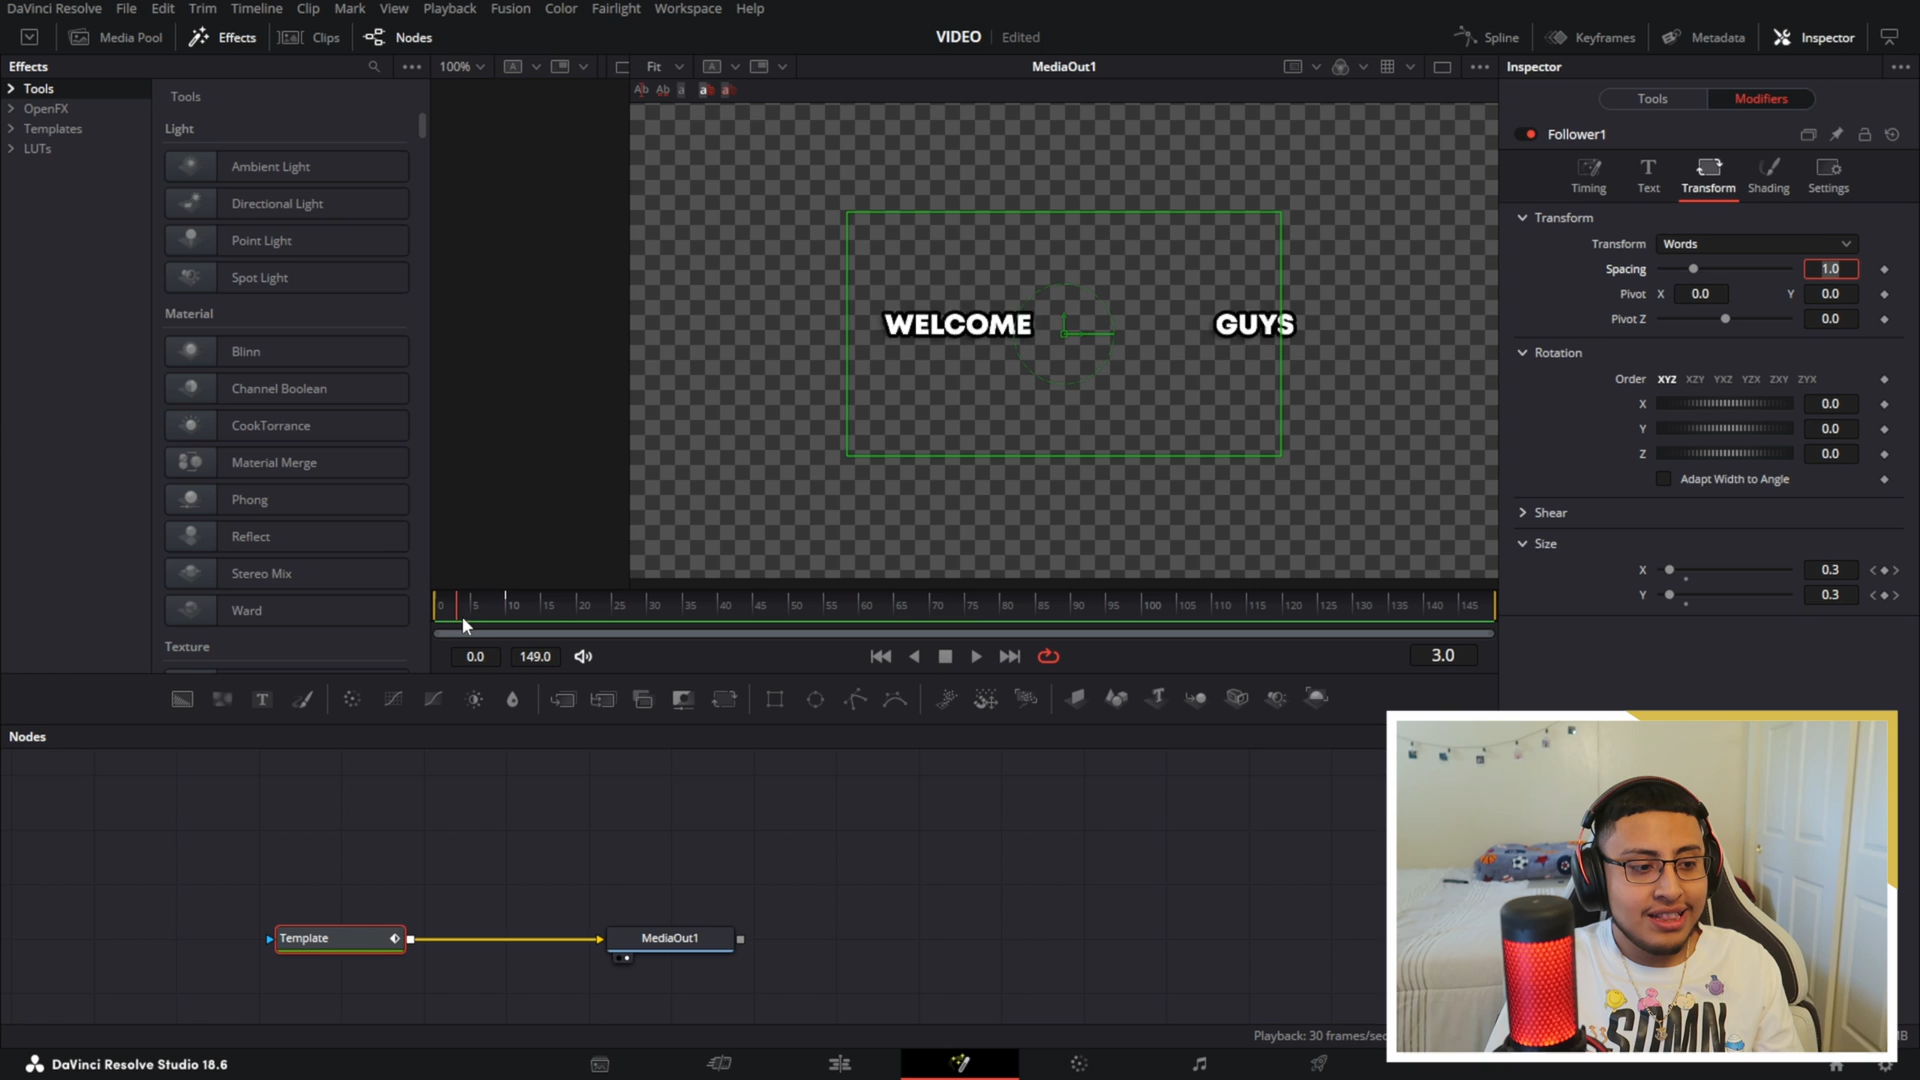 DaVinci Resolve File Edit Trim Timeline Clip Mark View Playback Fusion Color Fairlight Workspace Help
Media Pool Effects Clips Nodes VIDEO Edited Spline Keyframes Metadata Inspector
Effects 100% Fit MediaOut1 Inspector
Tools
OpenFX
Templates
LUTs
Tools
Light
Ambient Light
Directional Light
Point Light
Spot Light
Material
Blinn
Channel Boolean
CookTorrance
Material Merge
Phong
Reflect
Stereo Mix
Ward
Texture
WELCOME GUYS
0 5 10 15 20 25 30 35 40 45 50 55 60 65 70 75 80 85 90 95 100 105 110 115 120 125 130 135 140 145
0.0 149.0 3.0
Tools Modifiers
Follower1
Timing Text Transform Shading Settings
Transform
Transform Words
Spacing 1.0
Pivot X 0.0 Y 0.0
Pivot Z 0.0
Rotation
Order XYZ XZY YXZ YZX ZXY ZYX
X 0.0
Y 0.0
Z 0.0
Adapt Width to Angle
Shear
Size
X 0.3
Y 0.3
Nodes
Template MediaOut1
Playback: 30 frames/sec
DaVinci Resolve Studio 18.6